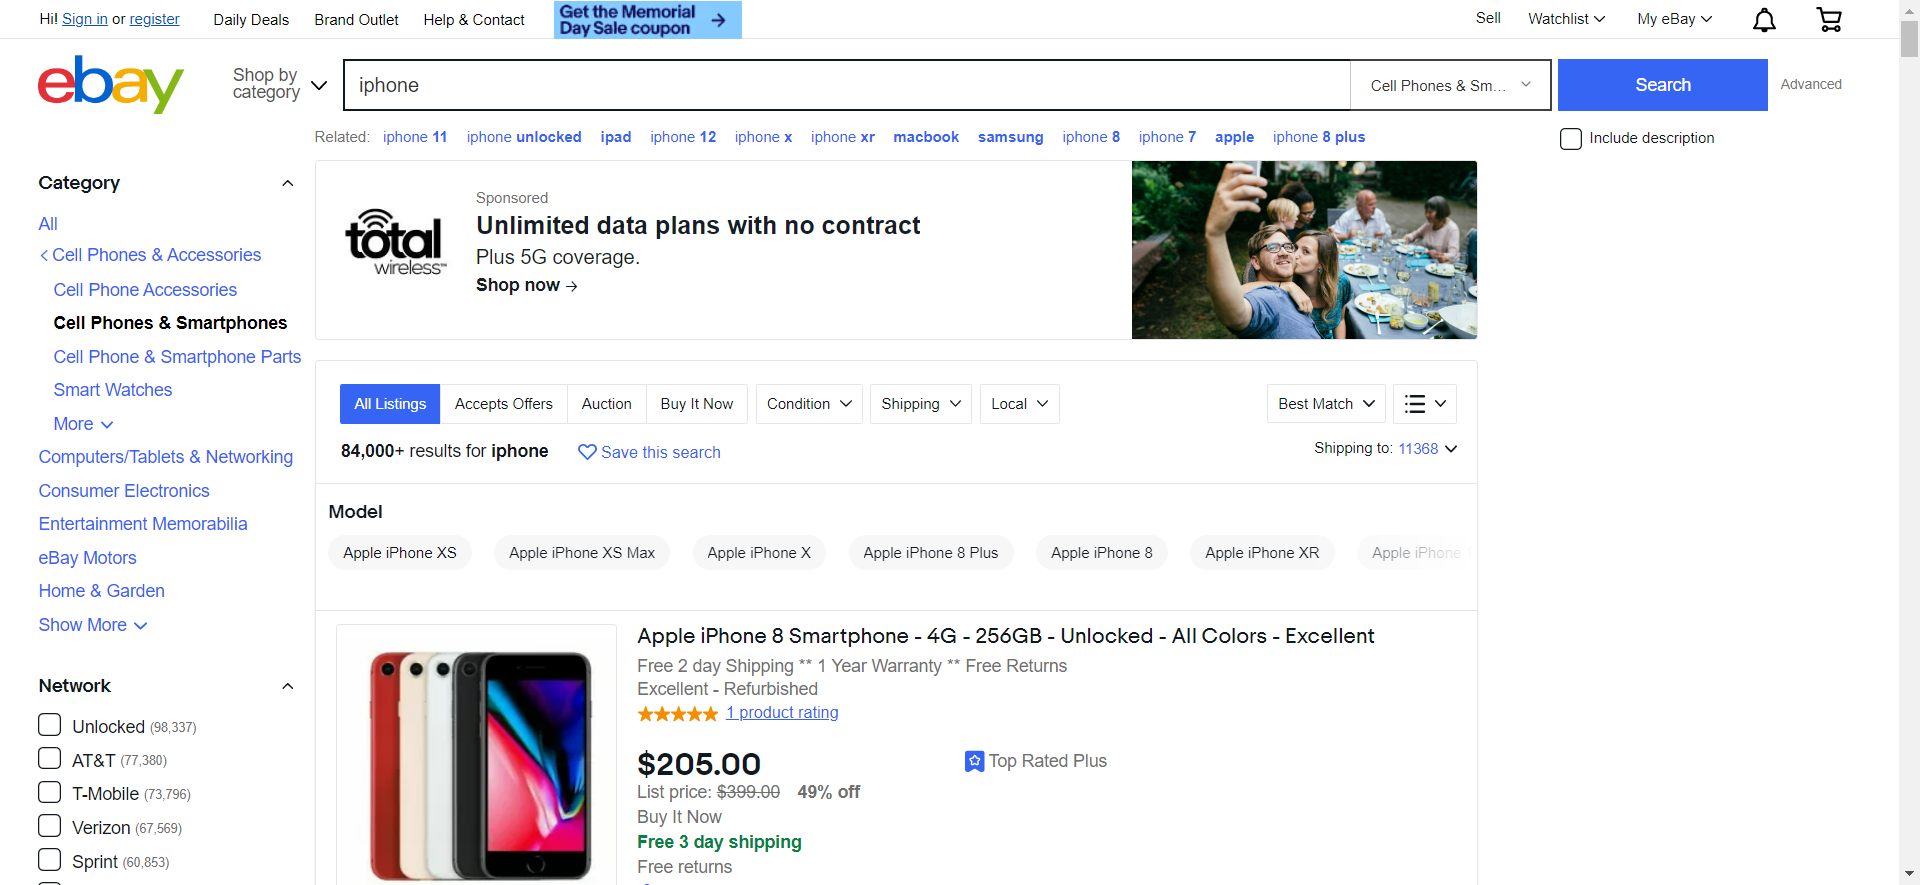 Hi! Sign in or register
Daily Deals
Brand Outlet
Help & Contact
Get the Memorial
Day Sale coupon
Sell
Watchlist
My eBay
ebay
Shop by
category
iphone
Cell Phones & Sm...
Search
Advanced
Related: iphone 11 iphone unlocked ipad iphone 12 iphone x iphone xr macbook samsung iphone 8 iphone 7 apple iphone 8 plus
Include description
Category
All
Cell Phones & Accessories
Cell Phone Accessories
Cell Phones & Smartphones
Cell Phone & Smartphone Parts
Smart Watches
More
Computers/Tablets & Networking
Consumer Electronics
Entertainment Memorabilia
eBay Motors
Home & Garden
Show More
Network
Unlocked (98,337)
AT&T (77,380)
T-Mobile (73,796)
Verizon (67,569)
Sprint (60,853)
total
wireless
Sponsored
Unlimited data plans with no contract
Plus 5G coverage.
Shop now →
All Listings
Accepts Offers
Auction
Buy It Now
Condition
Shipping
Local
Best Match
84,000+ results for iphone
Save this search
Shipping to: 11368
Model
Apple iPhone XS
Apple iPhone XS Max
Apple iPhone X
Apple iPhone 8 Plus
Apple iPhone 8
Apple iPhone XR
Apple iPhone
Apple iPhone 8 Smartphone - 4G - 256GB - Unlocked - All Colors - Excellent
Free 2 day Shipping ** 1 Year Warranty ** Free Returns
Excellent - Refurbished
1 product rating
$205.00
Top Rated Plus
List price: $399.00 49% off
Buy It Now
Free 3 day shipping
Free returns